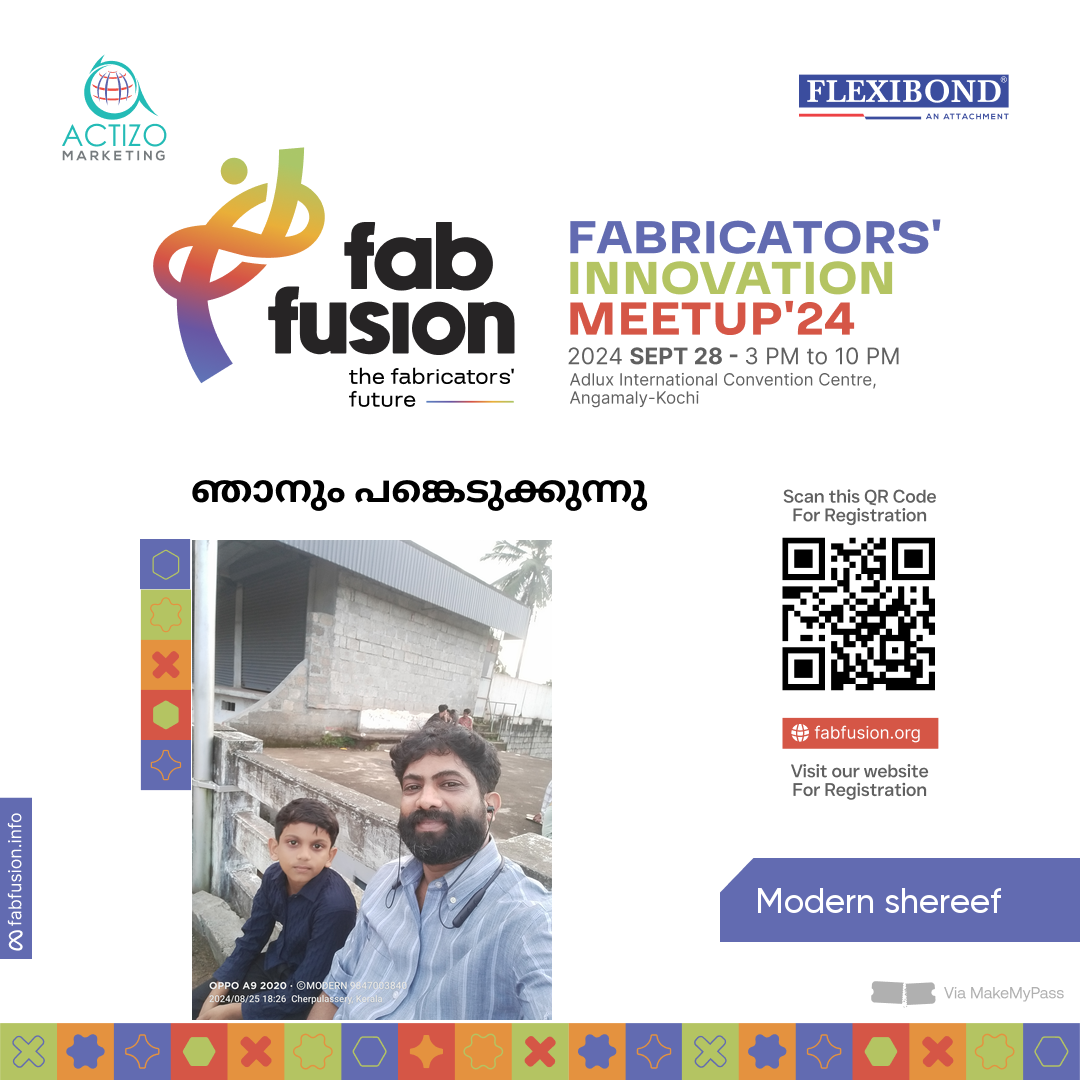 ACTIZO
MARKETING
FLEXIBOND®
AN ATTACHMENT
fab
fusion
the fabricators'
future
FABRICATORS'
INNOVATION
MEETUP'24
2024 SEPT 28 - 3 PM to 10 PM
Adlux International Convention Centre,
Angamaly-Kochi
ഞാനും പങ്കെടുക്കുന്നു
Scan this QR Code
For Registration
fabfusion.org
Visit our website
For Registration
fabfusion.info
Modern shereef
OPPO A9 2020 · ©MODERN 9847003840
2024/08/25 18:26 Cherpulassery, Kerala
Via MakeMyPass